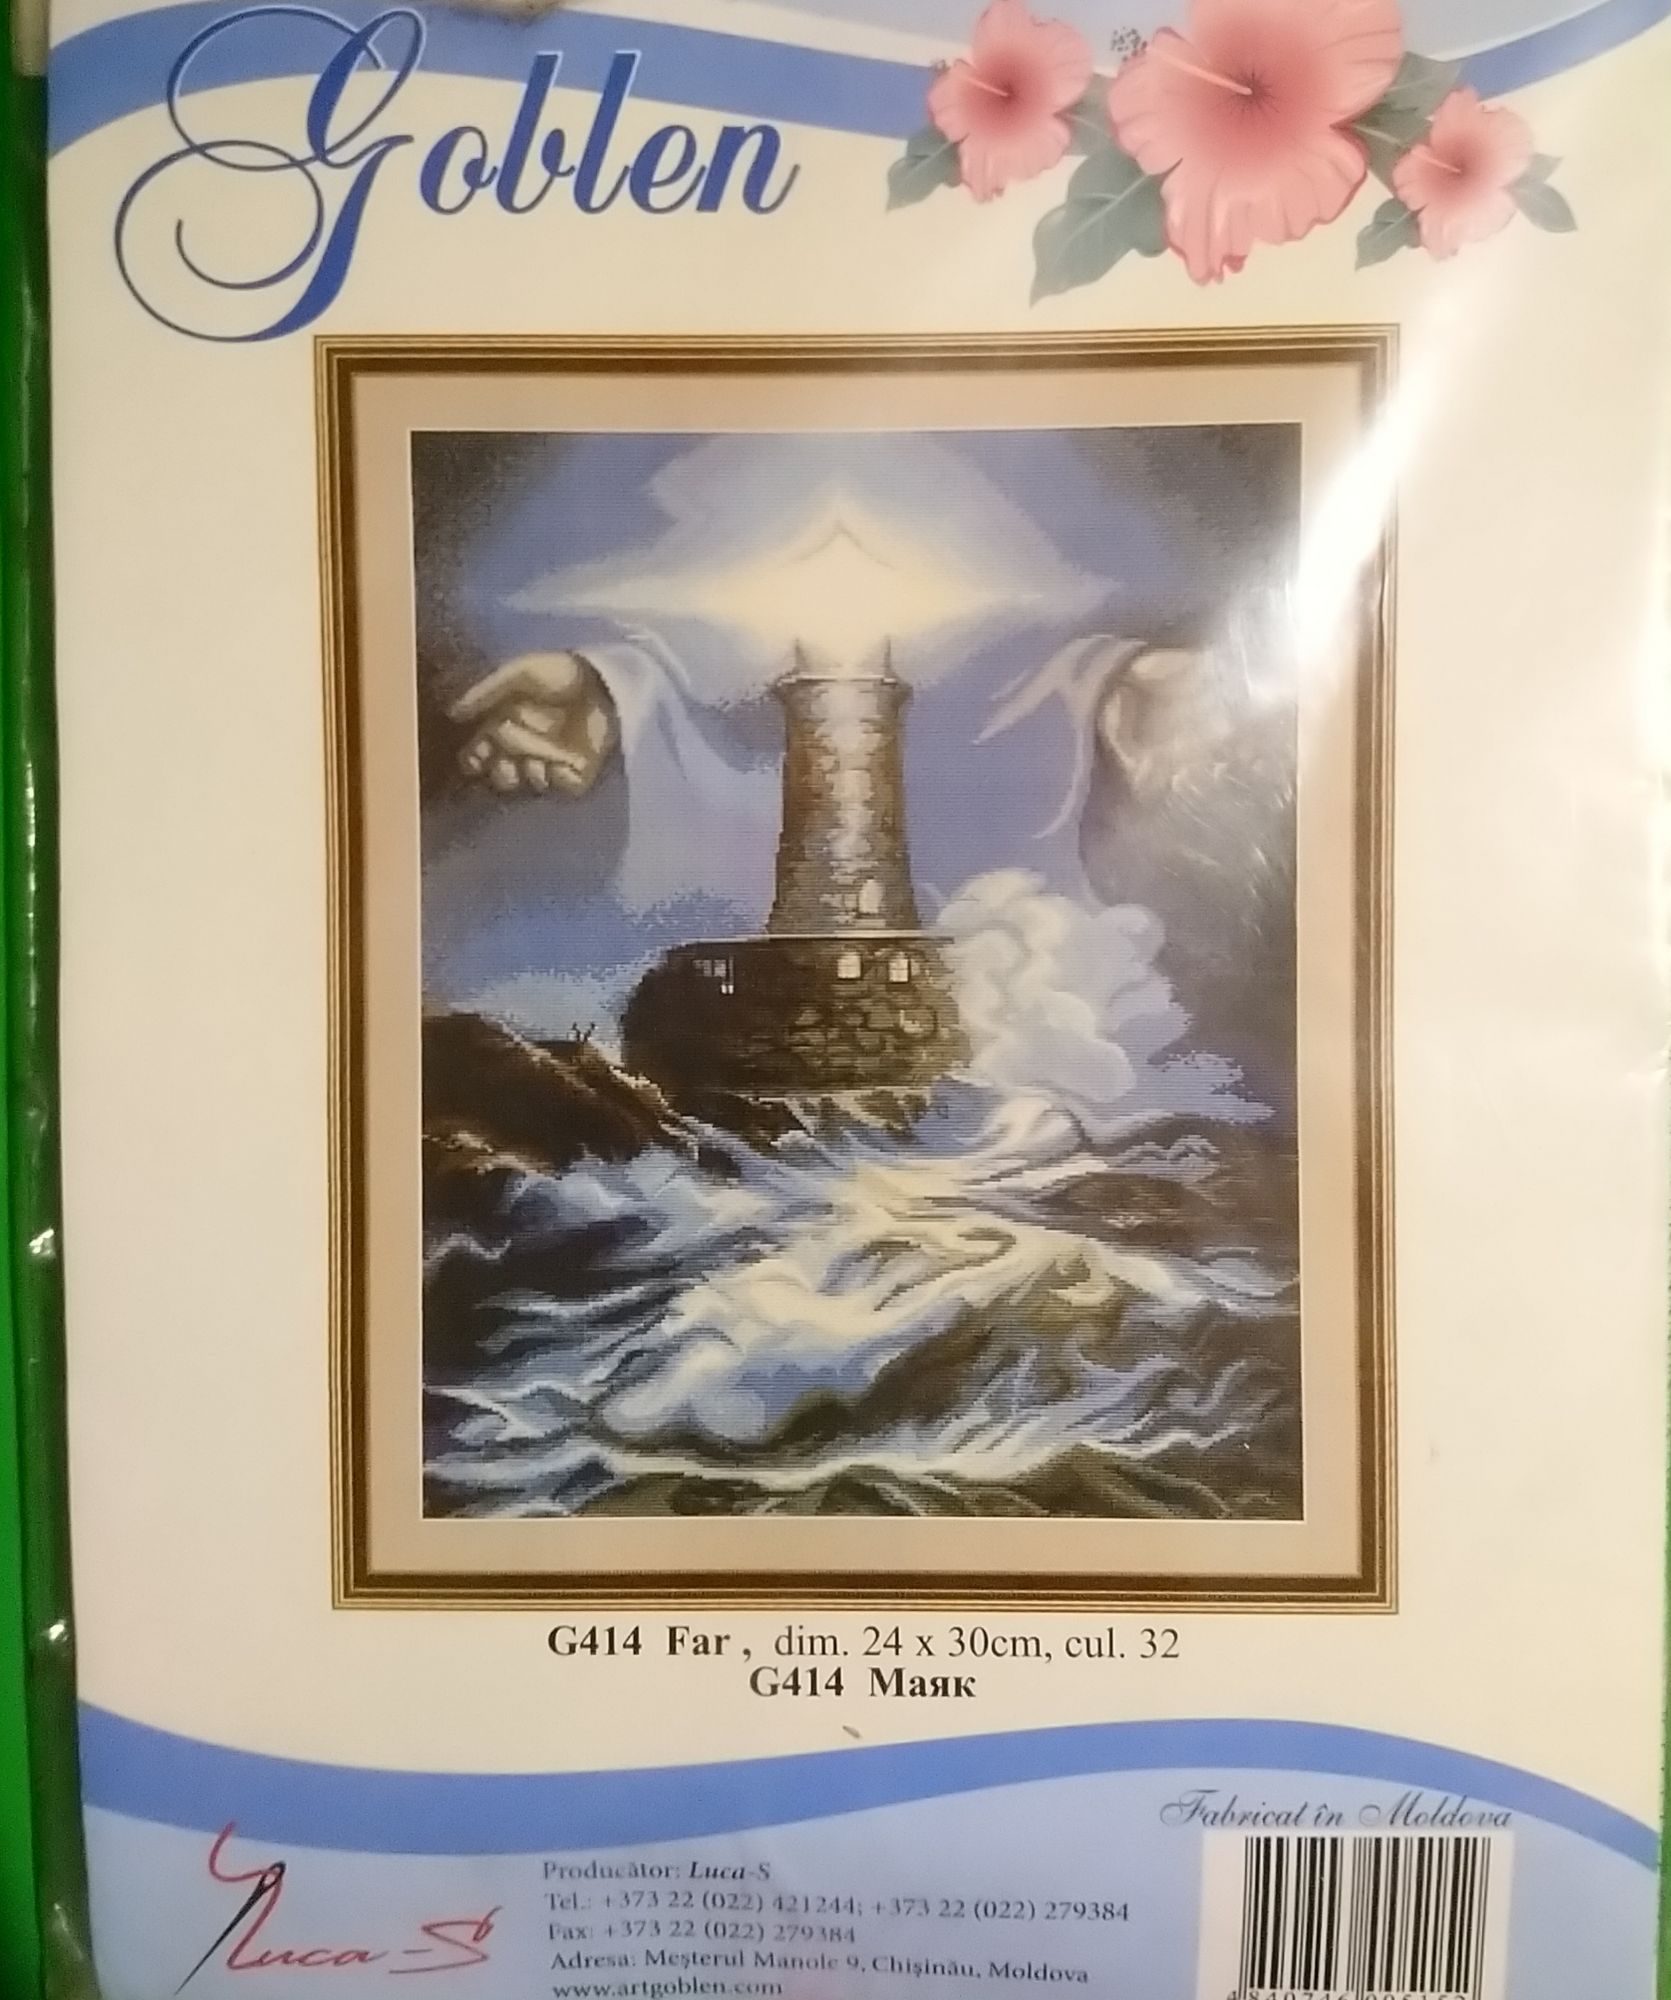 Goblen
G414 Far , dim. 24 x 30cm, cul. 32
G414 Маяк
Fabricat în Moldova
Luca-S
Producător: Luca-S
Tel.: +373 22 (022) 421244; +373 22 (022) 279384
Fax: +373 22 (022) 279384
Adresa: Meşterul Manole 9, Chişinău, Moldova
www.artgoblen.com